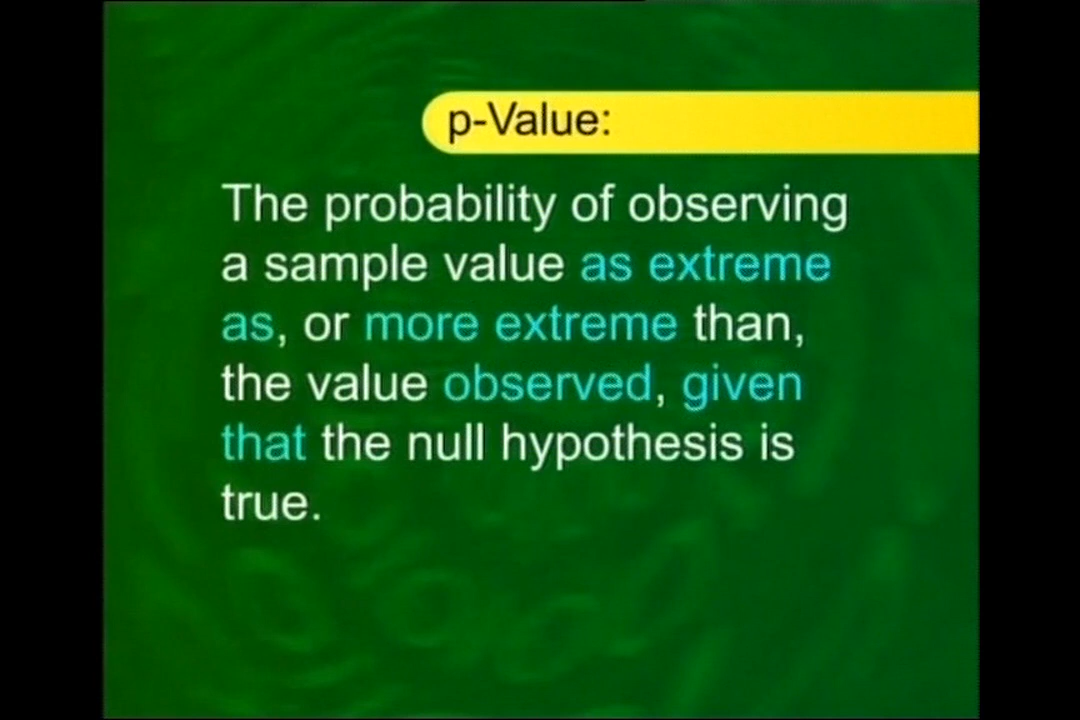 p-Value:
The probability of observing
a sample value as extreme
as, or more extreme than,
the value observed, given
that the null hypothesis is
true.